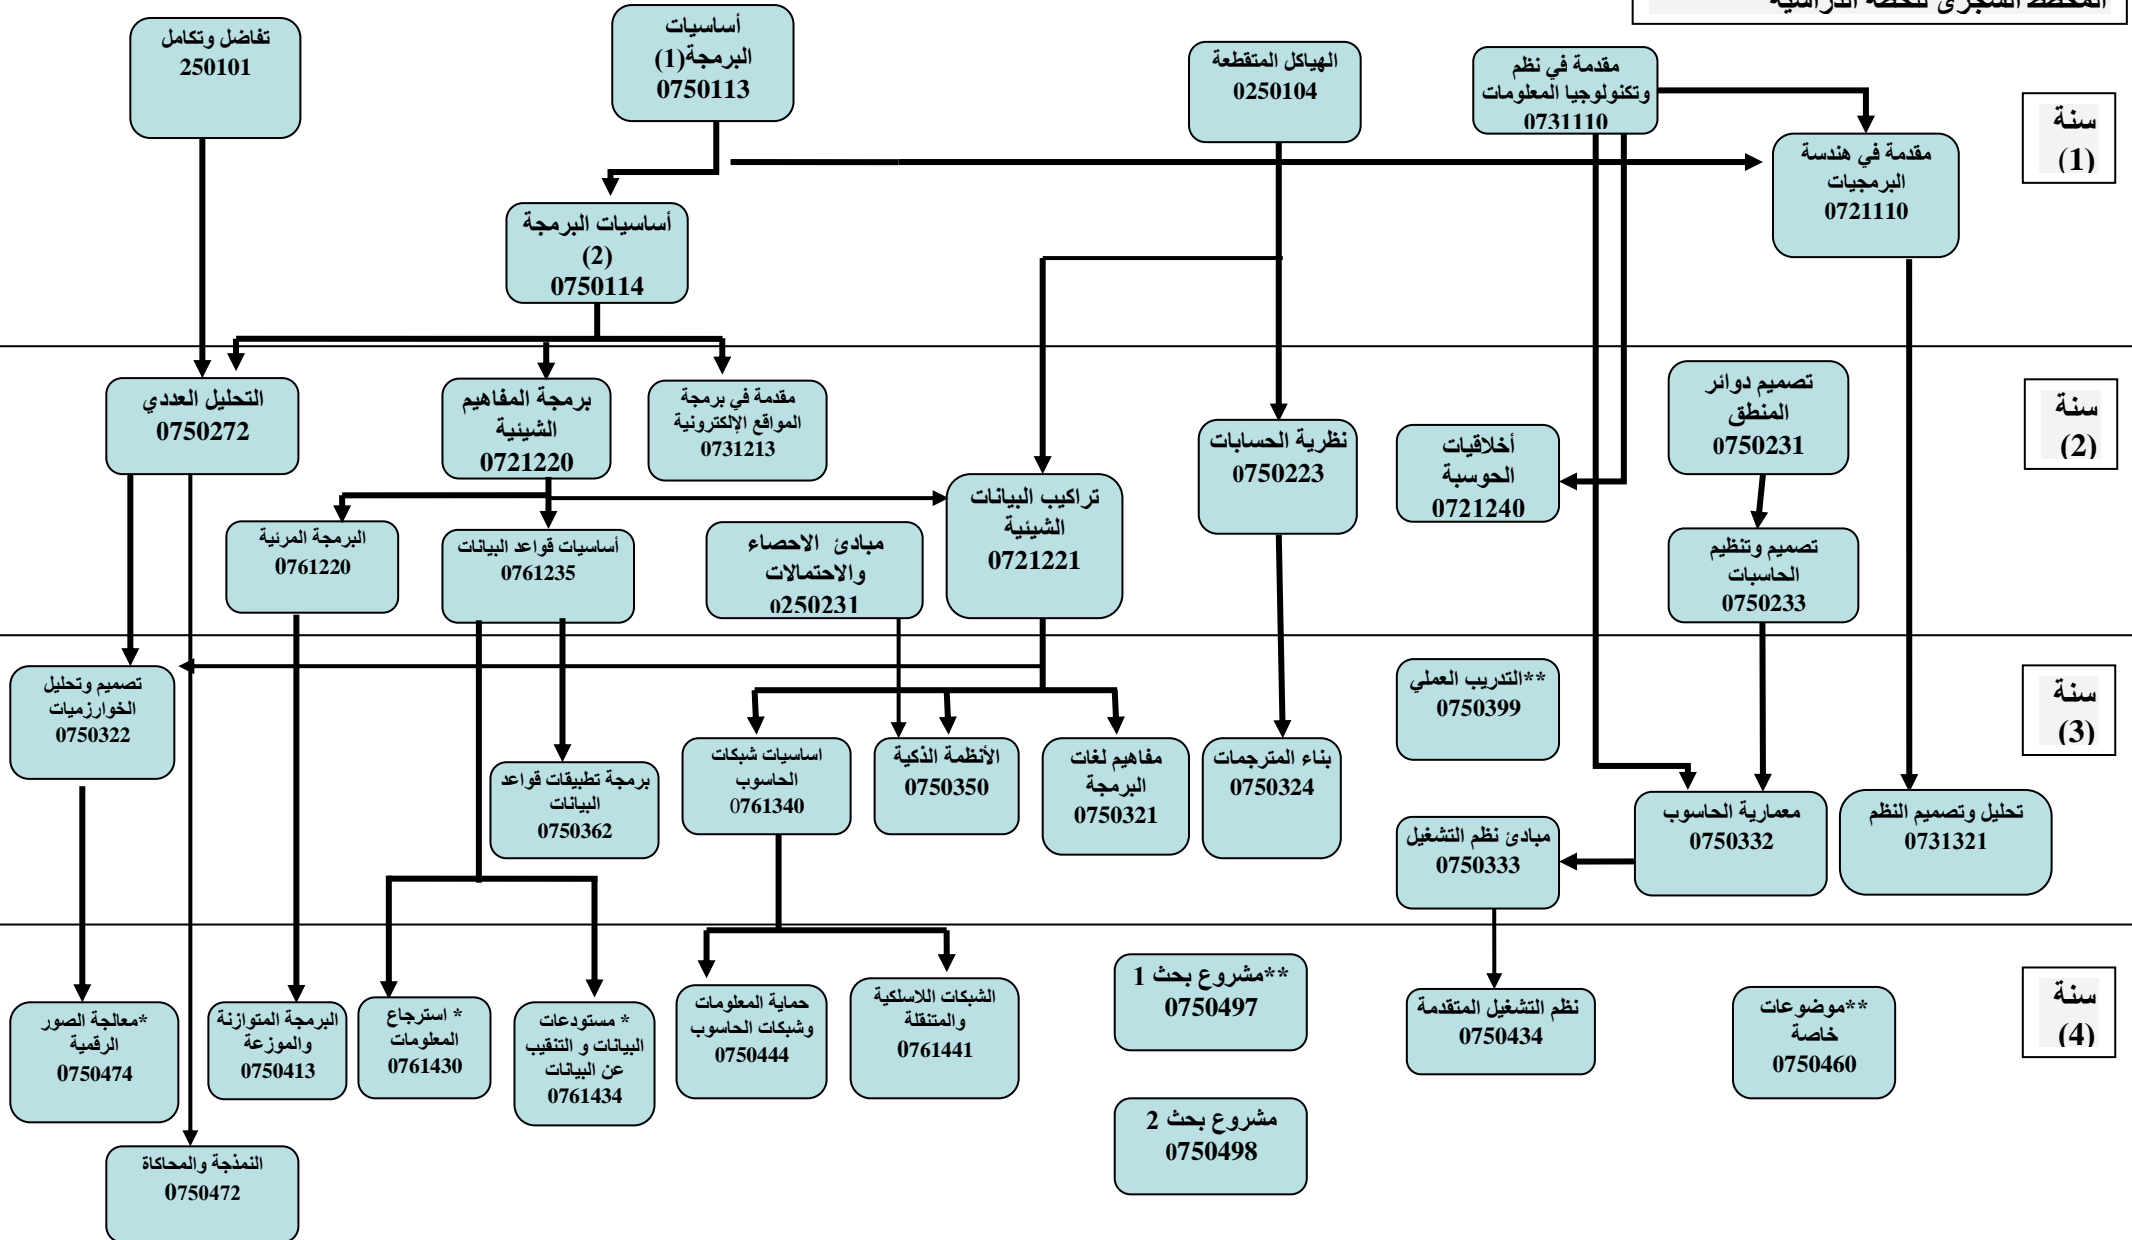 المخطط الشجري للخطة الدراسية
سنة
(1)
مقدمة في نظم
وتكنولوجيا المعلومات
0731110
الهياكل المتقطعة
0250104
أساسيات
البرمجة(1)
0750113
تفاضل وتكامل
250101
مقدمة في هندسة
البرمجيات
0721110
أساسيات البرمجة
(2)
0750114
سنة
(2)
تصميم دوائر
المنطق
0750231
أخلاقيات
الحوسبة
0721240
نظرية الحسابات
0750223
مقدمة في برمجة
المواقع الإلكترونية
0731213
برمجة المفاهيم
الشيئية
0721220
التحليل العددي
0750272
تصميم وتنظيم
الحاسبات
0750233
تراكيب البيانات
الشيئية
0721221
مبادئ الاحصاء
والاحتمالات
0250231
أساسيات قواعد البيانات
0761235
البرمجة المرئية
0761220
سنة
(3)
**التدريب العملي
0750399
تصميم وتحليل
الخوارزميات
0750322
تحليل وتصميم النظم
0731321
معمارية الحاسوب
0750332
مبادئ نظم التشغيل
0750333
بناء المترجمات
0750324
مفاهيم لغات
البرمجة
0750321
الأنظمة الذكية
0750350
اساسيات شبكات
الحاسوب
0761340
برمجة تطبيقات قواعد
البيانات
0750362
سنة
(4)
**موضوعات
خاصة
0750460
نظم التشغيل المتقدمة
0750434
**مشروع بحث 1
0750497
الشبكات اللاسلكية
والمتنقلة
0761441
حماية المعلومات
وشبكات الحاسوب
0750444
* مستودعات
البيانات و التنقيب
عن البيانات
0761434
* استرجاع
المعلومات
0761430
البرمجة المتوازنة
والموزعة
0750413
*معالجة الصور
الرقمية
0750474
مشروع بحث 2
0750498
النمذجة والمحاكاة
0750472